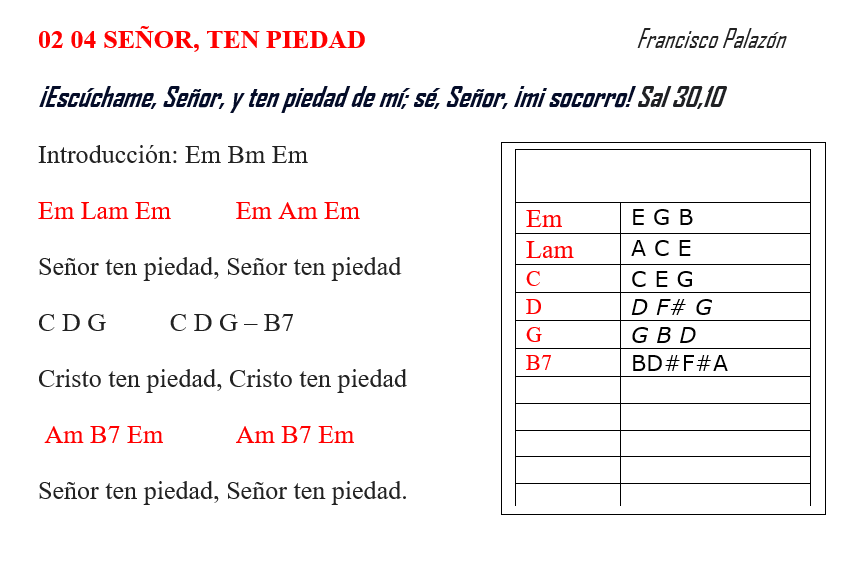 02 04 SEÑOR, TEN PIEDAD Francisco Palazón
¡Escúchame, Señor, y ten piedad de mí; sé, Señor, ¡mi socorro! Sal 30,10
Introducción: Em Bm Em
Em Lam Em Em Am Em
Señor ten piedad, Señor ten piedad
C D G C D G – B7
Cristo ten piedad, Cristo ten piedad
Am B7 Em Am B7 Em
Señor ten piedad, Señor ten piedad.
Em E G B
Lam A C E
C C E G
D D F# G
G G B D
B7 BD#F#A